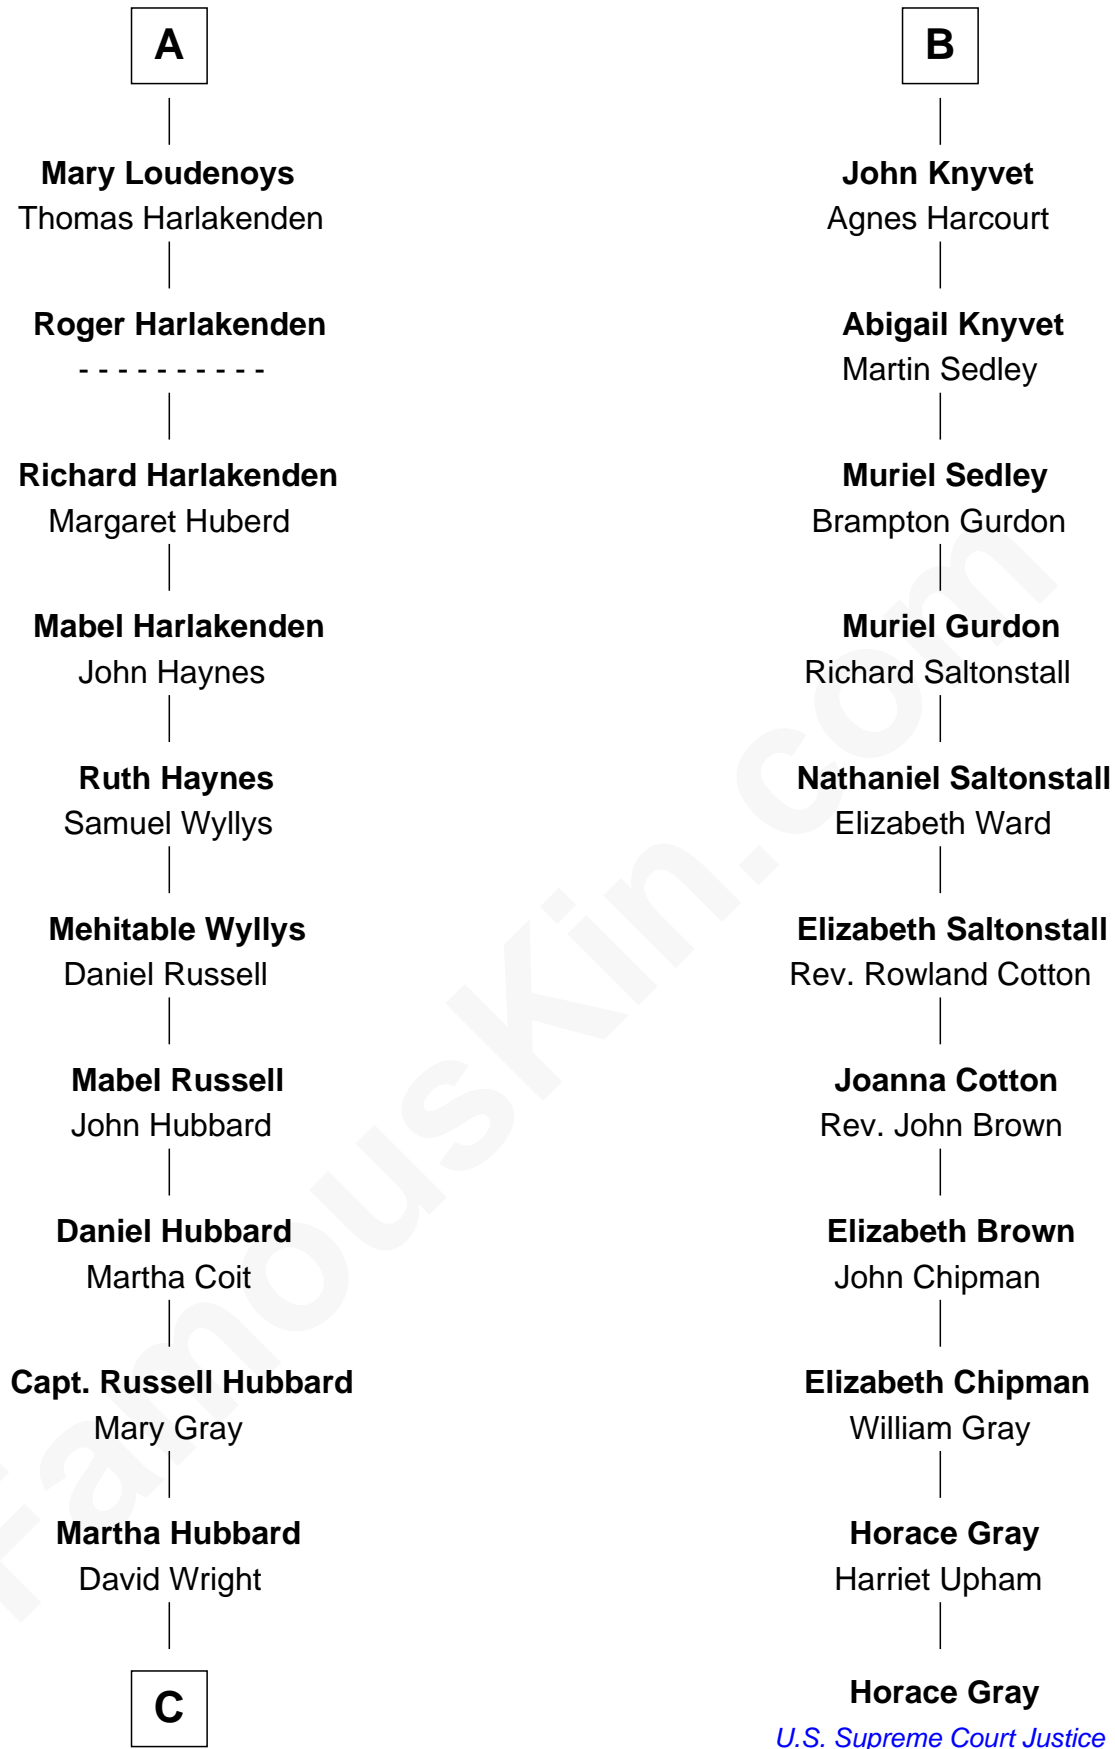 A
Mary Loudenoys
Thomas Harlakenden
Roger Harlakenden
- - - - - - - - - -
Richard Harlakenden
Margaret Huberd
Mabel Harlakenden
John Haynes
Ruth Haynes
Samuel Wyllys
Mehitable Wyllys
Daniel Russell
Mabel Russell
John Hubbard
Daniel Hubbard
Martha Coit
Capt. Russell Hubbard
Mary Gray
Martha Hubbard
David Wright
C
B
John Knyvet
Agnes Harcourt
Abigail Knyvet
Martin Sedley
Muriel Sedley
Brampton Gurdon
Muriel Gurdon
Richard Saltonstall
Nathaniel Saltonstall
Elizabeth Ward
Elizabeth Saltonstall
Rev. Rowland Cotton
Joanna Cotton
Rev. John Brown
Elizabeth Brown
John Chipman
Elizabeth Chipman
William Gray
Horace Gray
Harriet Upham
Horace Gray
U.S. Supreme Court Justice
FamousKin.com